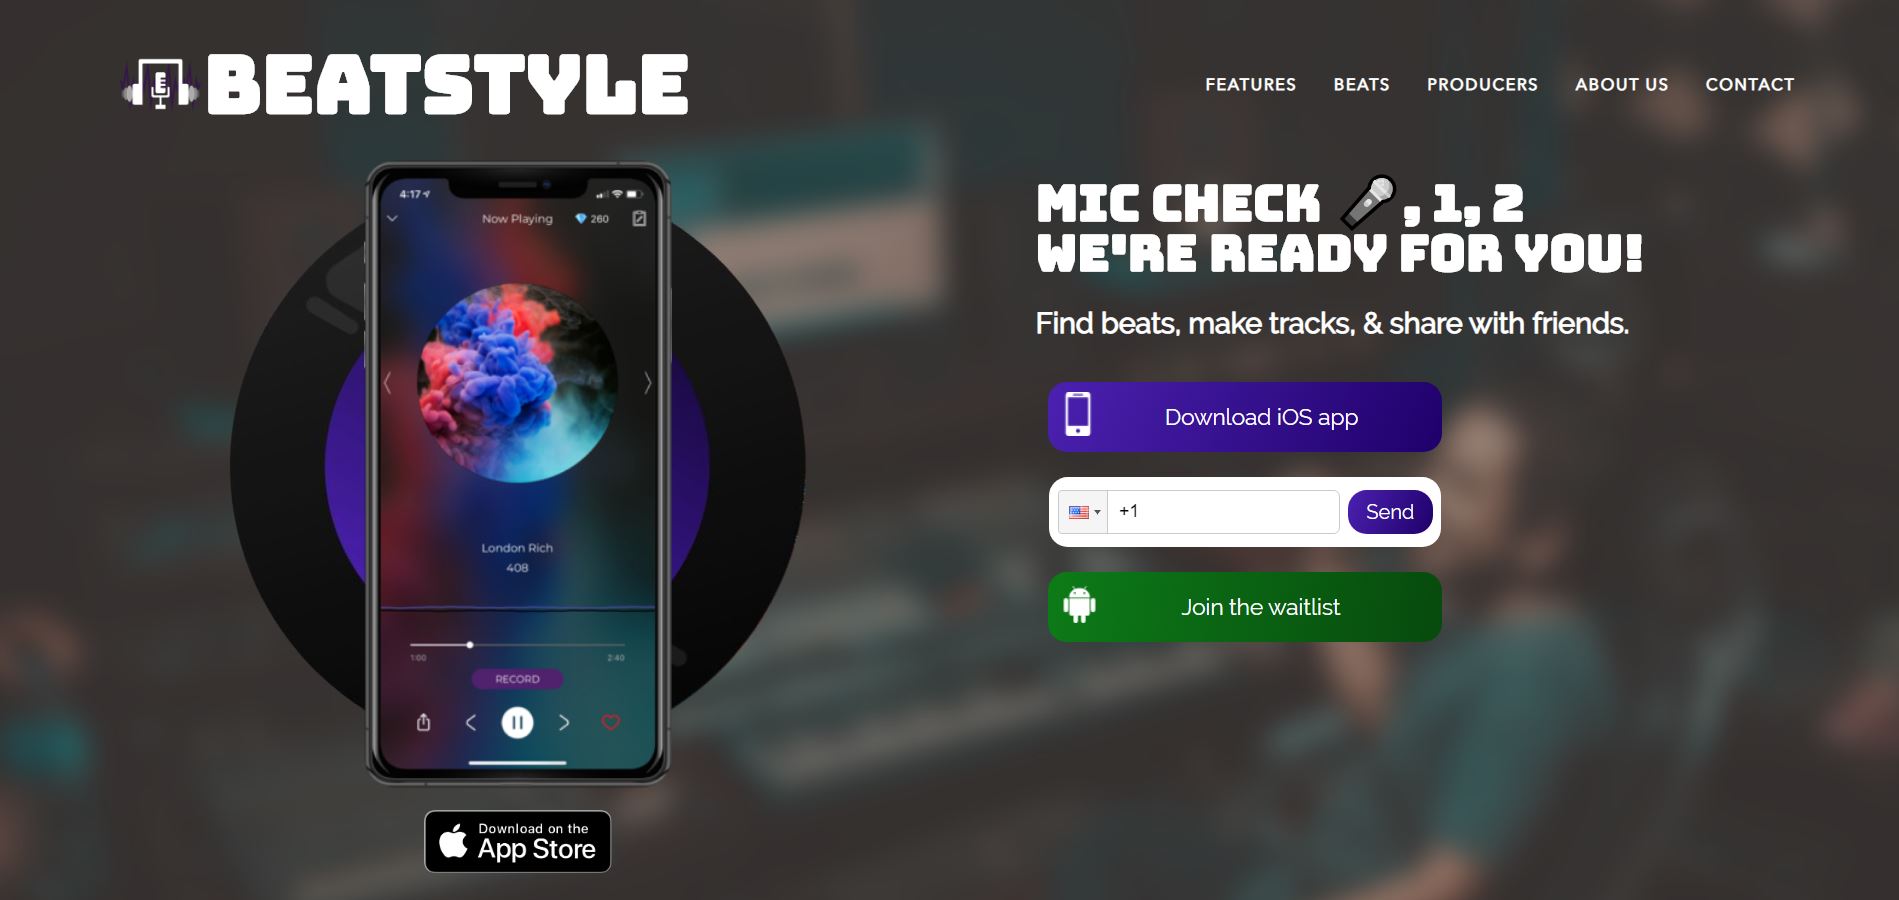 BEATSTYLE
FEATURES BEATS PRODUCERS ABOUT US CONTACT
4:17
Now Playing 260
London Rich
408
1:00 2:40
RECORD
Download on the
App Store
MIC CHECK 🎤, 1, 2
WE'RE READY FOR YOU!
Find beats, make tracks, & share with friends.
Download iOS app
+1 Send
Join the waitlist